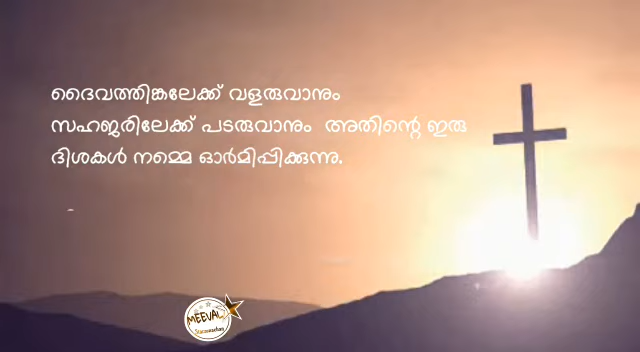 ദൈവത്തിങ്കലേക്ക് വളരുവാനും
സഹജരിലേക്ക് പടരുവാനും അതിന്റെ ഇരു
ദിശകൾ നമ്മെ ഓർമിപ്പിക്കുന്നു.
-
MEEVAL